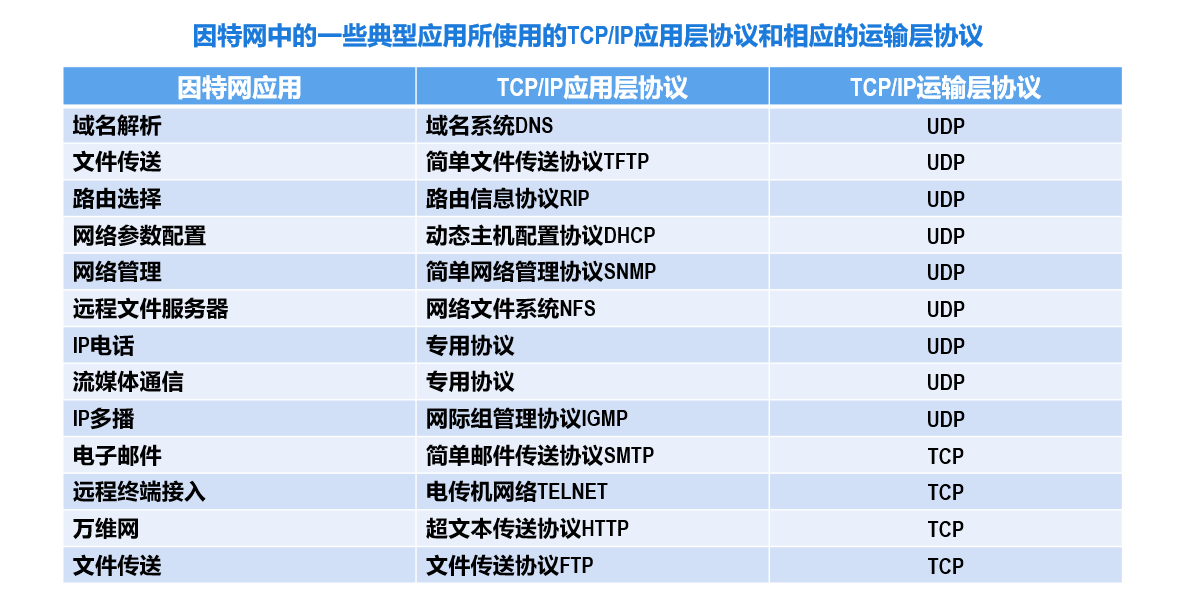 因特网中的一些典型应用所使用的TCP/IP应用层协议和相应的运输层协议
因特网应用 TCP/IP应用层协议 TCP/IP运输层协议
域名解析 域名系统DNS UDP
文件传送 简单文件传送协议TFTP UDP
路由选择 路由信息协议RIP UDP
网络参数配置 动态主机配置协议DHCP UDP
网络管理 简单网络管理协议SNMP UDP
远程文件服务器 网络文件系统NFS UDP
IP电话 专用协议 UDP
流媒体通信 专用协议 UDP
IP多播 网际组管理协议IGMP UDP
电子邮件 简单邮件传送协议SMTP TCP
远程终端接入 电传机网络TELNET TCP
万维网 超文本传送协议HTTP TCP
文件传送 文件传送协议FTP TCP